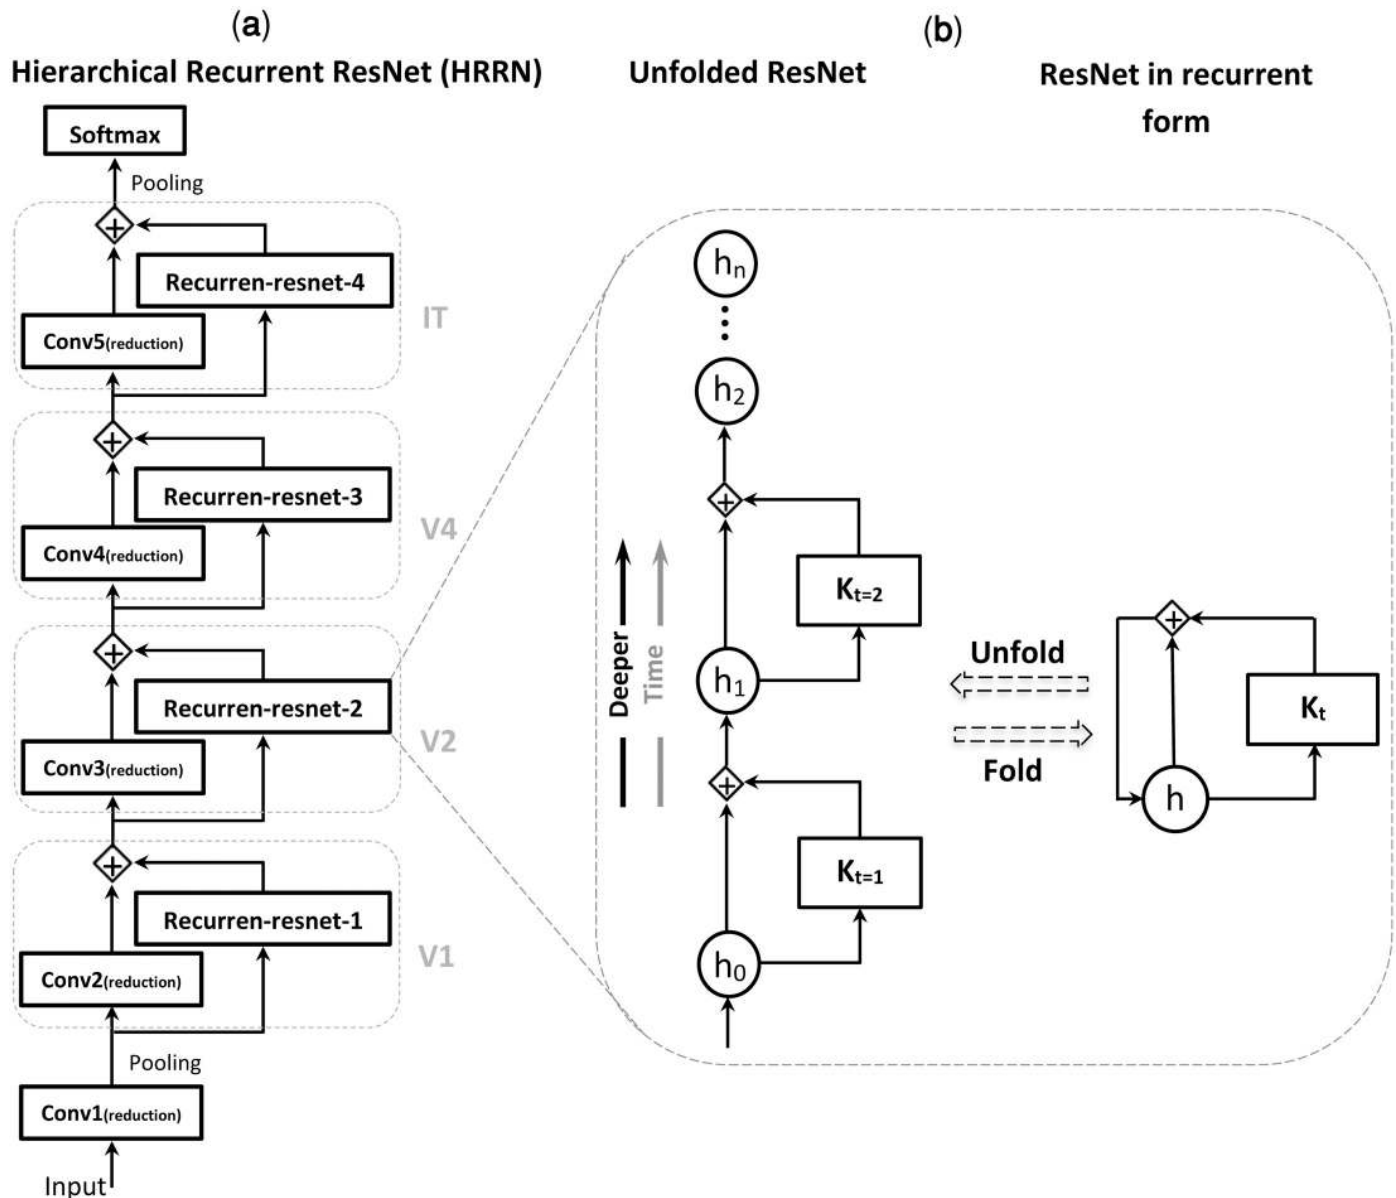 (a)
Hierarchical Recurrent ResNet (HRRN)
Softmax
Pooling
Recurren-resnet-4
IT
Conv5(reduction)
Recurren-resnet-3
V4
Conv4(reduction)
Recurren-resnet-2
V2
Conv3(reduction)
Recurren-resnet-1
V1
Conv2(reduction)
Pooling
Conv1(reduction)
Input
(b)
Unfolded ResNet
ResNet in recurrent
form
hn
h2
Kt=2
Deeper
Time
h1
Kt=1
h0
Unfold
Fold
Kt
h